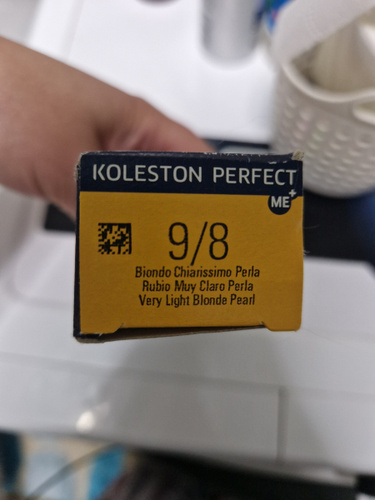 KOLESTON PERFECT
ME+
9/8
Biondo Chiarissimo Perla
Rubio Muy Claro Perla
Very Light Blonde Pearl